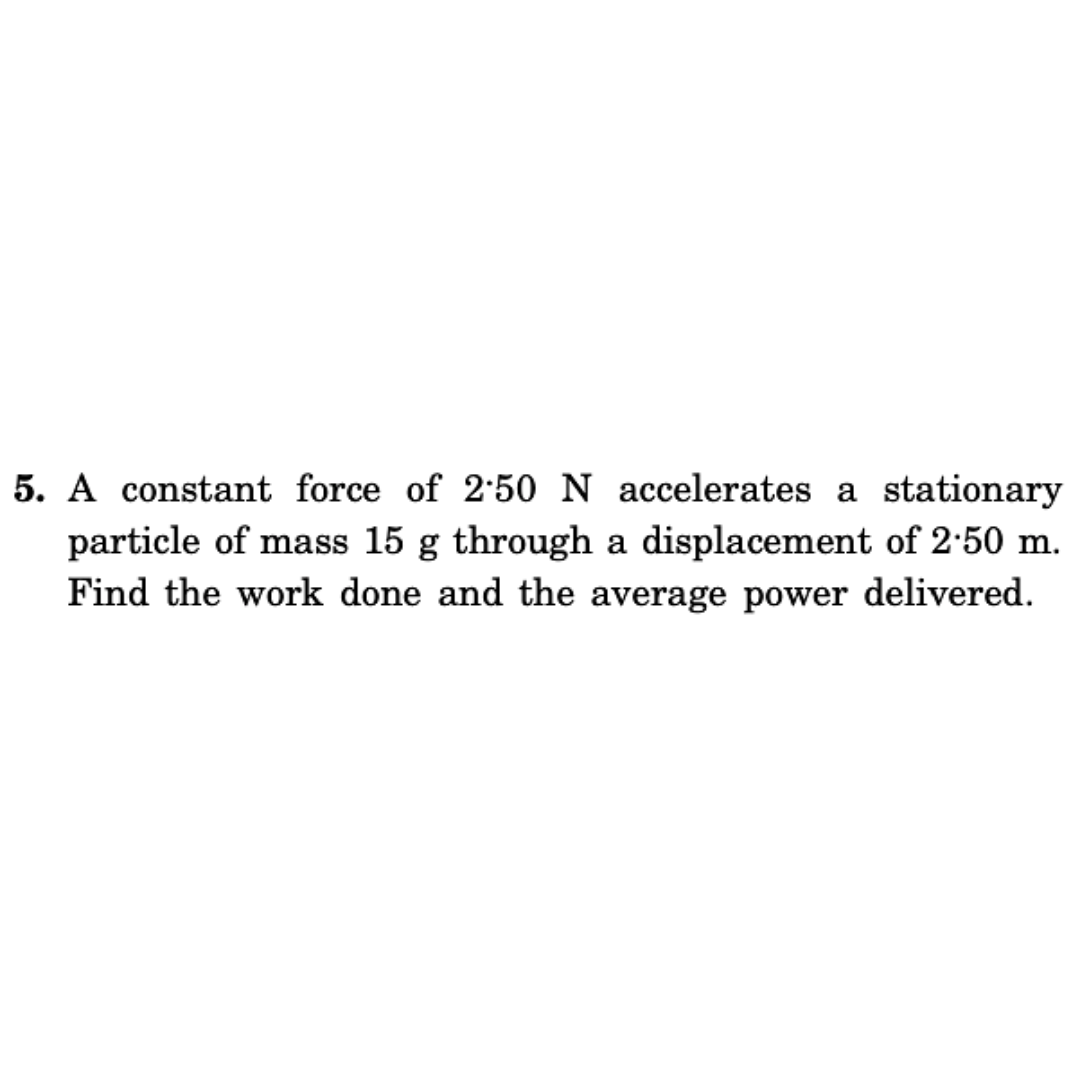 5. A constant force of 2·50 N accelerates a stationary
particle of mass 15 g through a displacement of 2·50 m.
Find the work done and the average power delivered.